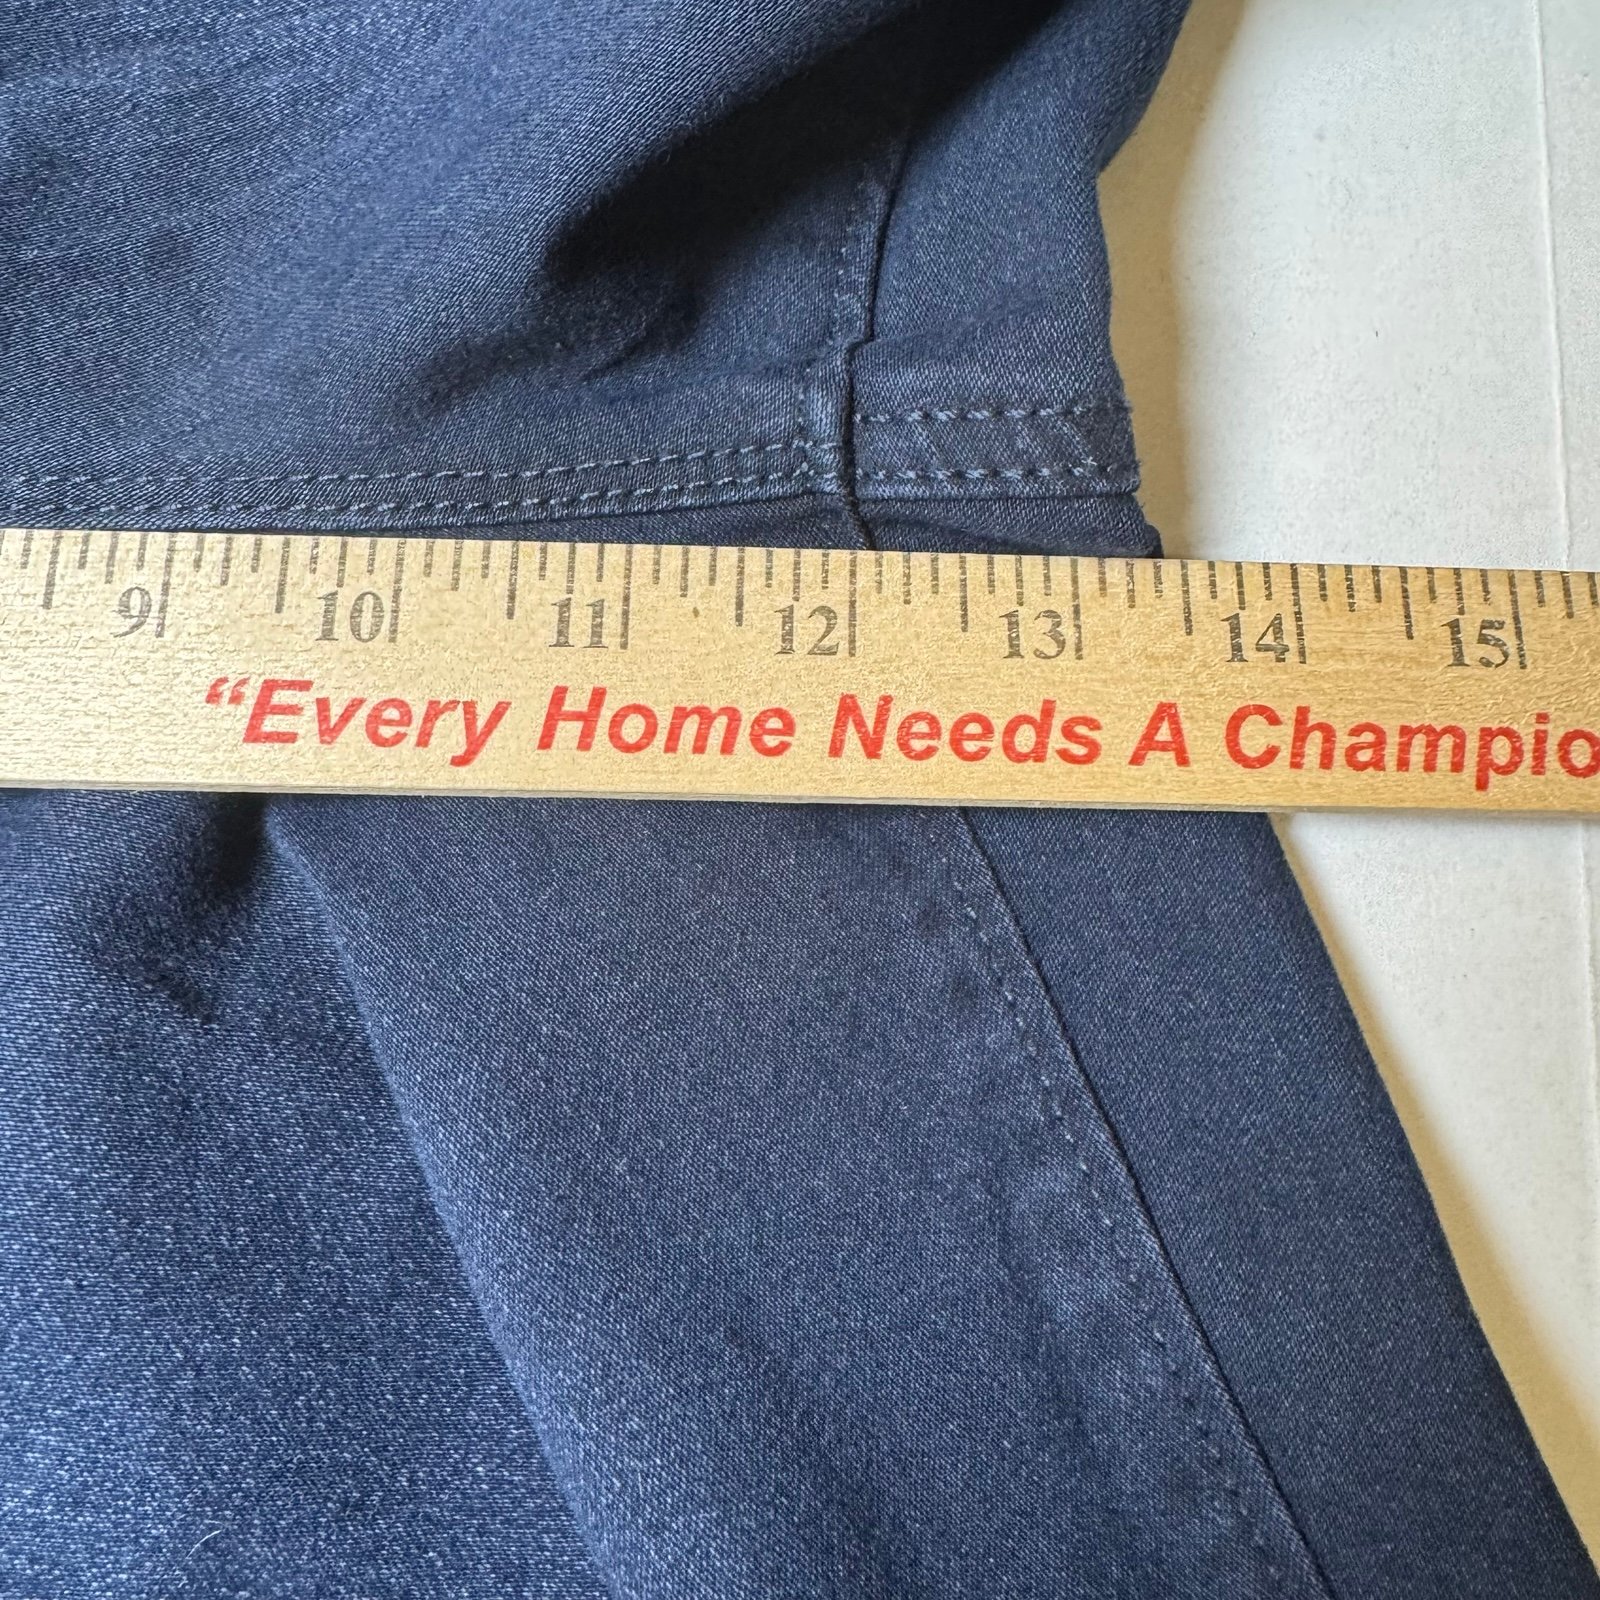 9 10 11 12 13 14 15
"Every Home Needs A Champio